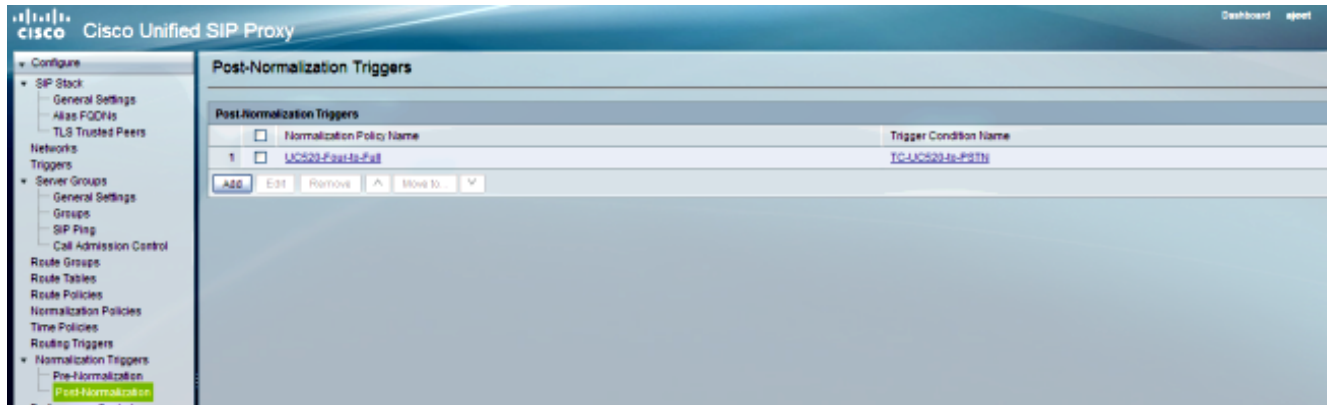 CISCO Cisco Unified SIP Proxy
Dashboard ajeet
Configure
SIP Stack
General Settings
Alias FQDNs
TLS Trusted Peers
Networks
Triggers
Server Groups
General Settings
Groups
SIP Ping
Call Admission Control
Route Groups
Route Tables
Route Policies
Normalization Policies
Time Policies
Routing Triggers
Normalization Triggers
Pre-Normalization
Post-Normalization
Post-Normalization Triggers
Post-Normalization Triggers
Normalization Policy Name Trigger Condition Name
1 UC520-Four-to-Full TC-UC520-to-PSTN
Add Edit Remove Move to...